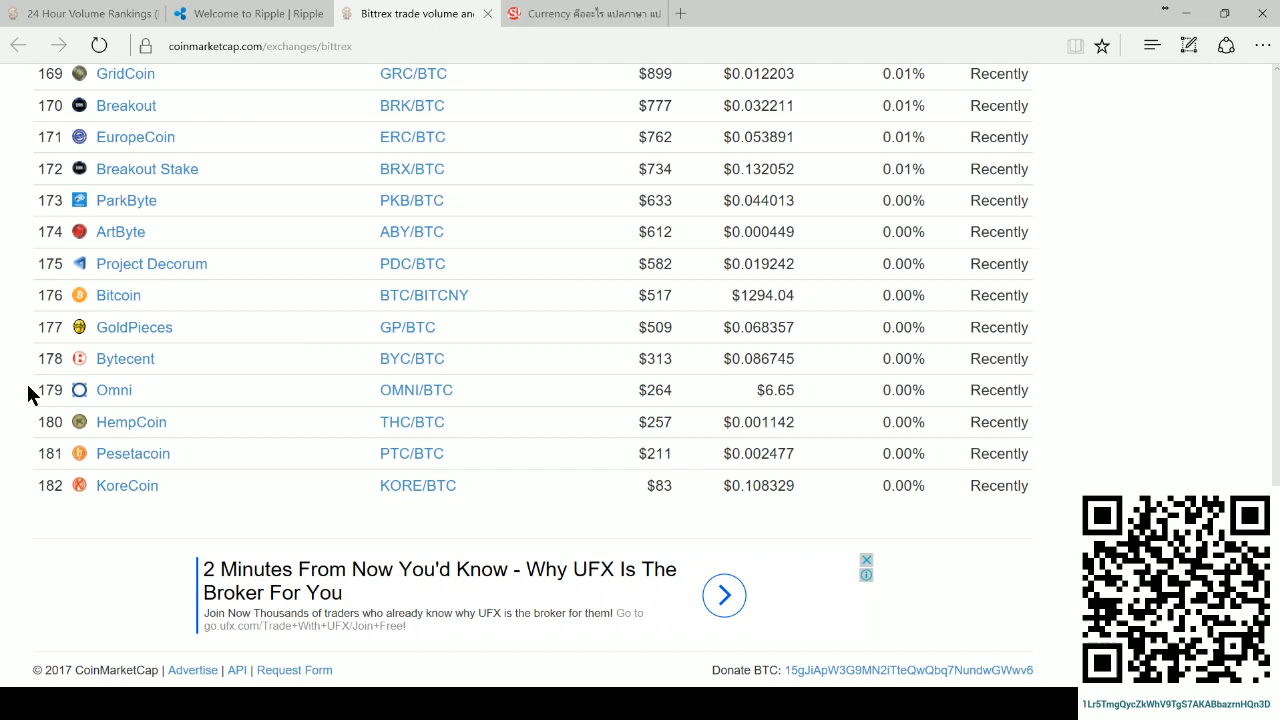 24 Hour Volume Rankings (
Welcome to Ripple | Ripple
Bittrex trade volume an
Currency คืออะไร แปลภาษา แป
coinmarketcap.com/exchanges/bittrex
169 GridCoin GRC/BTC $899 $0.012203 0.01% Recently
170 Breakout BRK/BTC $777 $0.032211 0.01% Recently
171 EuropeCoin ERC/BTC $762 $0.053891 0.01% Recently
172 Breakout Stake BRX/BTC $734 $0.132052 0.01% Recently
173 ParkByte PKB/BTC $633 $0.044013 0.00% Recently
174 ArtByte ABY/BTC $612 $0.000449 0.00% Recently
175 Project Decorum PDC/BTC $582 $0.019242 0.00% Recently
176 Bitcoin BTC/BITCNY $517 $1294.04 0.00% Recently
177 GoldPieces GP/BTC $509 $0.068357 0.00% Recently
178 Bytecent BYC/BTC $313 $0.086745 0.00% Recently
179 Omni OMNI/BTC $264 $6.65 0.00% Recently
180 HempCoin THC/BTC $257 $0.001142 0.00% Recently
181 Pesetacoin PTC/BTC $211 $0.002477 0.00% Recently
182 KoreCoin KORE/BTC $83 $0.108329 0.00% Recently
2 Minutes From Now You'd Know - Why UFX Is The
Broker For You
Join Now Thousands of traders who already know why UFX is the broker for them! Go to
go.ufx.com/Trade+With+UFX/Join+Free!
© 2017 CoinMarketCap | Advertise | API | Request Form
Donate BTC: 15gJiApW3G9MN2iTteQwQbq7NundwGWwv6
1Lr5TmgQycZkWhV9TgS7AKABbazrnHQn3D